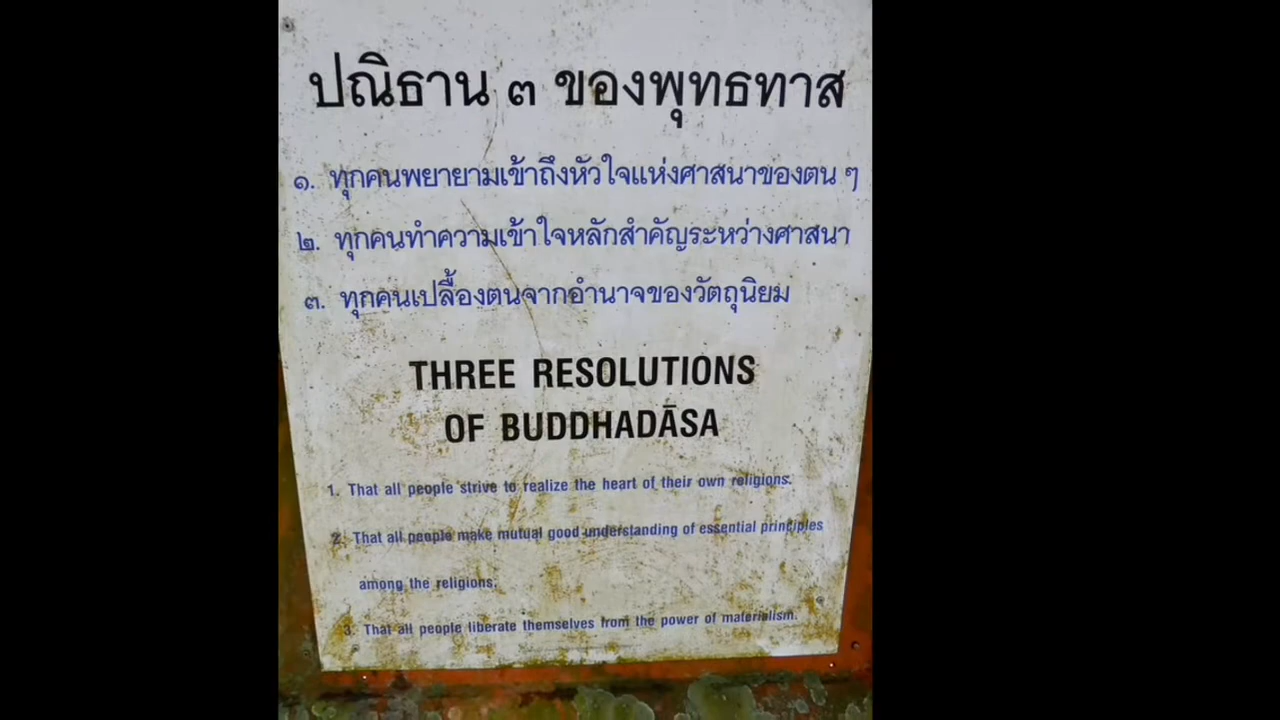 ปณิธาน ๓ ของพุทธทาส
๑. ทุกคนพยายามเข้าถึงหัวใจแห่งศาสนาของตน ๆ
๒. ทุกคนทำความเข้าใจหลักสำคัญระหว่างศาสนา
๓. ทุกคนเปลื้องตนจากอำนาจของวัตถุนิยม
THREE RESOLUTIONS
OF BUDDHADĀSA
1. That all people strive to realize the heart of their own religions.
2. That all people make mutual good understanding of essential principles
among the religions.
3. That all people liberate themselves from the power of materialism.